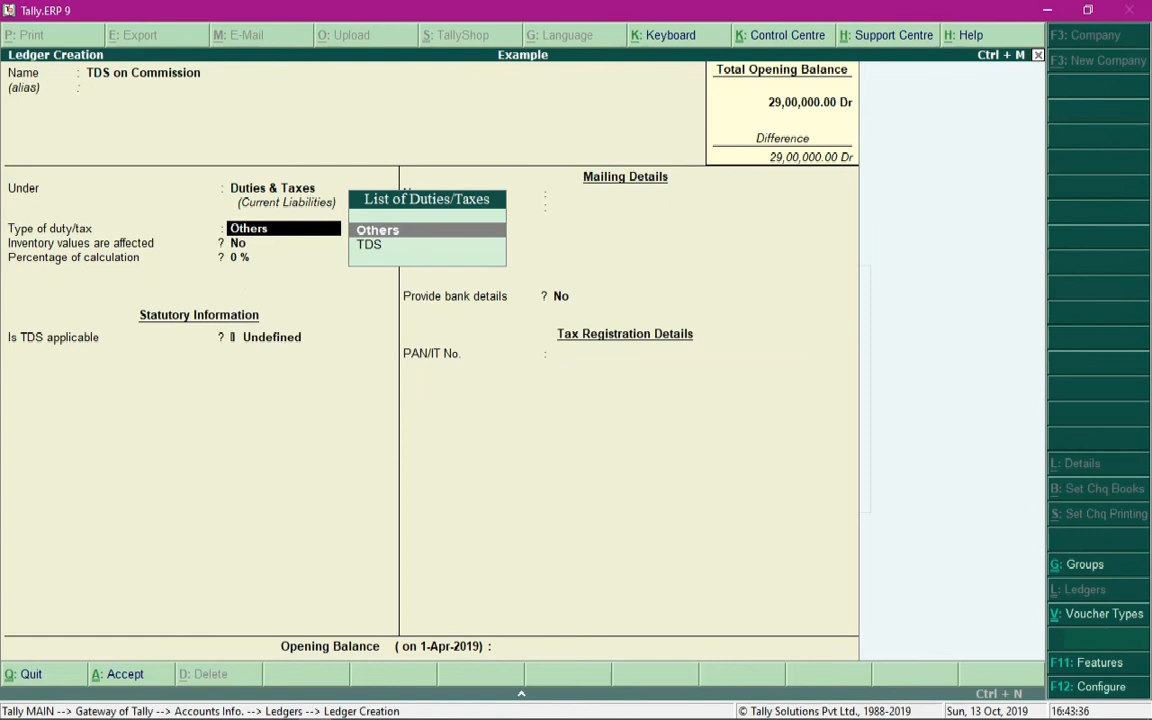 Tally.ERP 9
P: Print E: Export M: E-Mail O: Upload S: TallyShop G: Language K: Keyboard K: Control Centre H: Support Centre H: Help
F3: Company
Ledger Creation Example Ctrl + M
F3: New Company
Name : TDS on Commission
(alias) :
Total Opening Balance
29,00,000.00 Dr
Difference
29,00,000.00 Dr
Under : Duties & Taxes
(Current Liabilities)
Type of duty/tax : Others
Inventory values are affected ? No
Percentage of calculation ? 0 %
List of Duties/Taxes
Others
TDS
Statutory Information
Is TDS applicable ? Undefined
Mailing Details
:
:
Provide bank details ? No
Tax Registration Details
PAN/IT No. :
Opening Balance ( on 1-Apr-2019) :
L: Details
B: Set Chq Books
S: Set Chq Printing
G: Groups
L: Ledgers
V: Voucher Types
F11: Features
F12: Configure
Q: Quit A: Accept D: Delete
Ctrl + N
Tally MAIN --> Gateway of Tally --> Accounts Info. --> Ledgers --> Ledger Creation © Tally Solutions Pvt Ltd., 1988-2019 Sun, 13 Oct, 2019 16:43:36